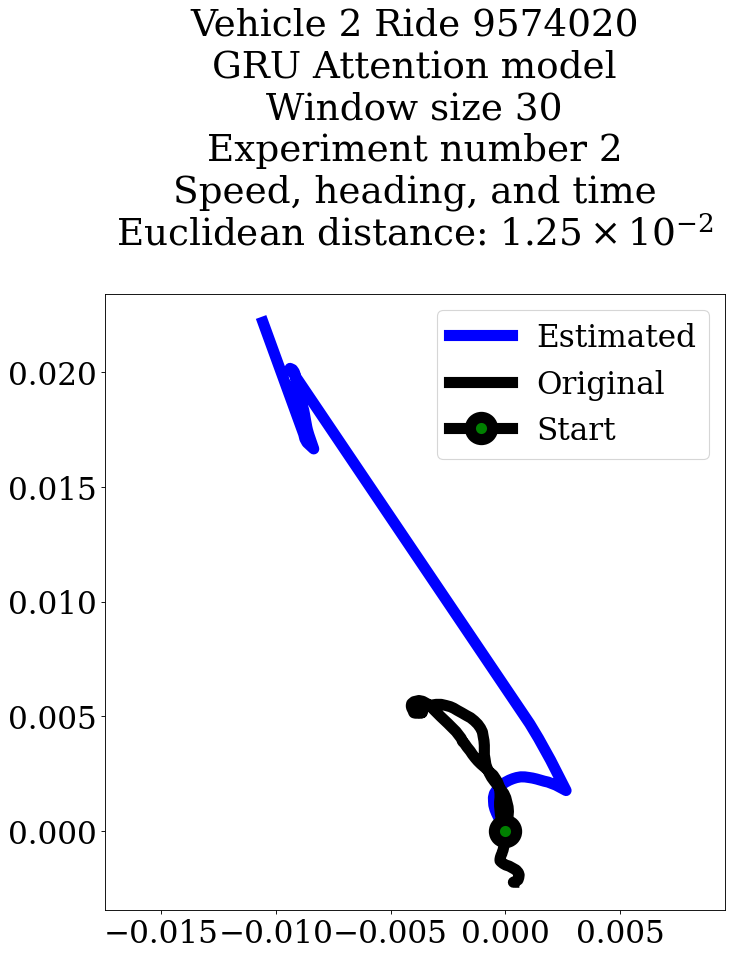 Vehicle 2 Ride 9574020
GRU Attention model
Window size 30
Experiment number 2
Speed, heading, and time
Euclidean distance: 1.25 × 10⁻²
Estimated
Original
Start
0.020
0.015
0.010
0.005
0.000
−0.015 −0.010 −0.005 0.000 0.005